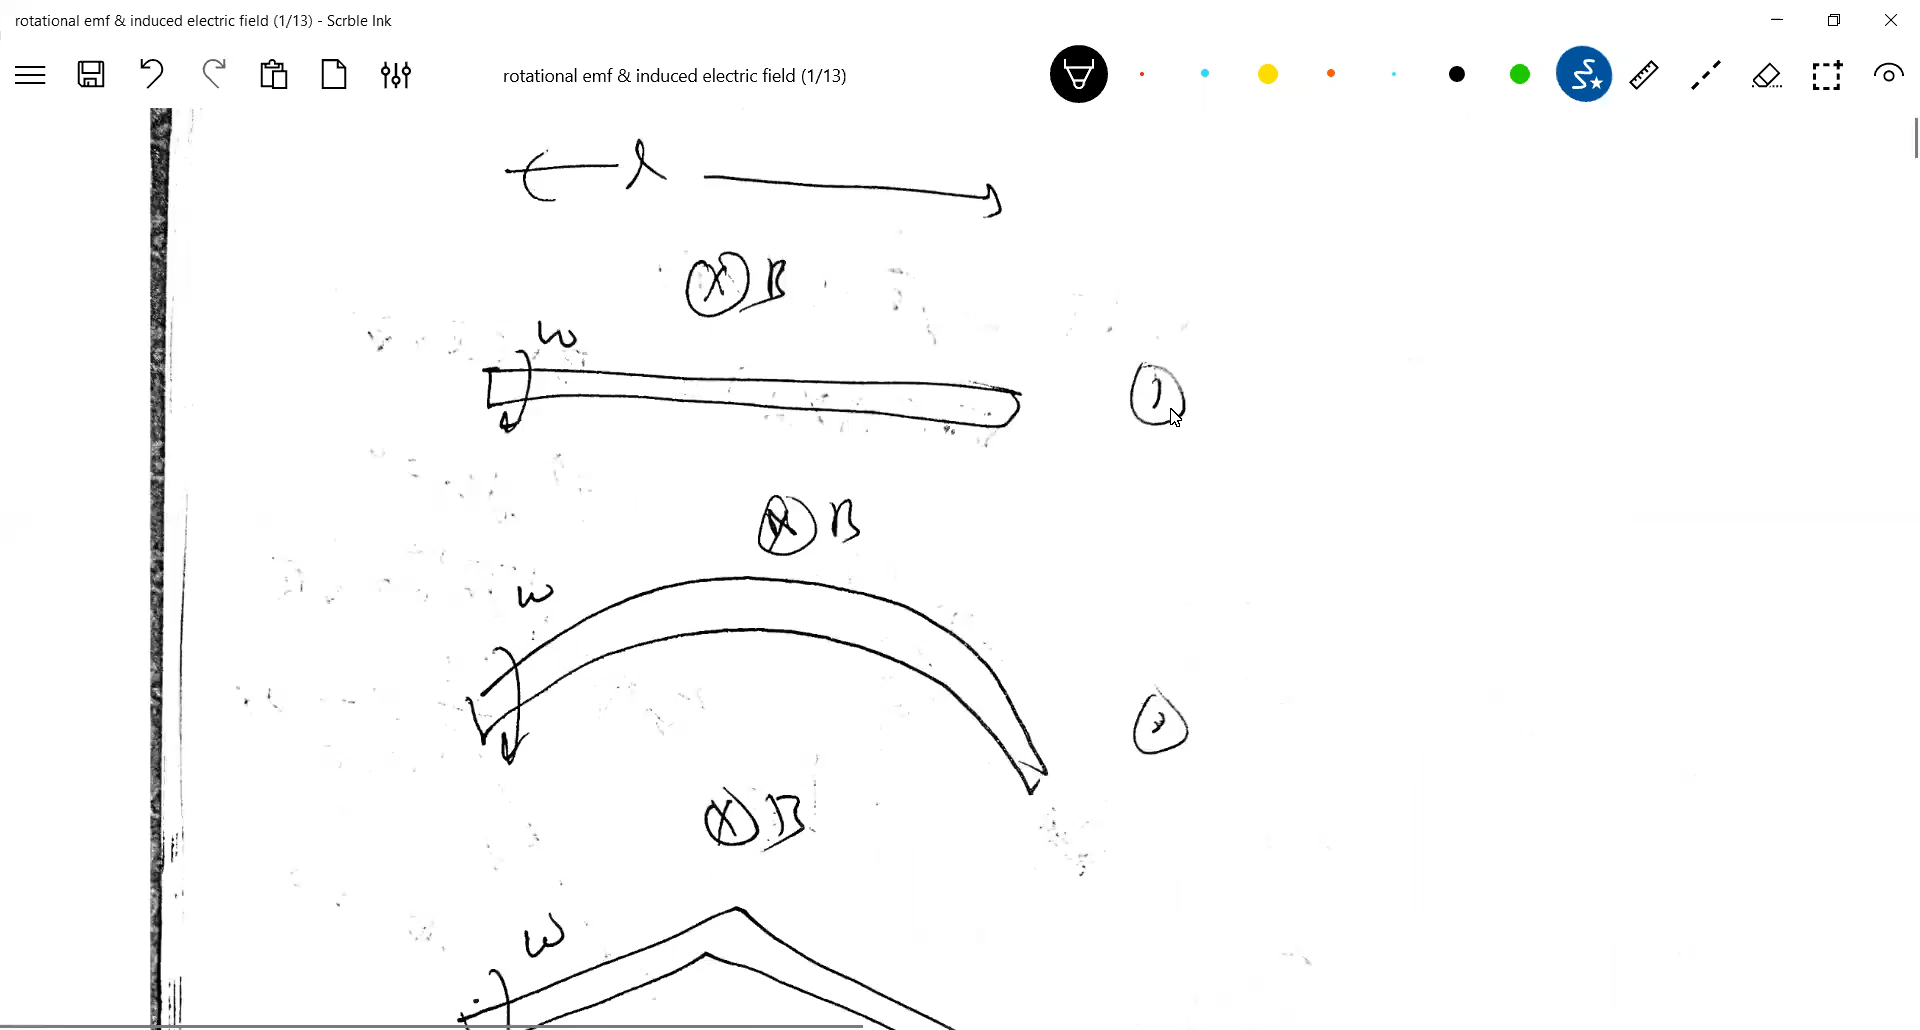 rotational emf & induced electric field (1/13) - Scrble Ink
rotational emf & induced electric field (1/13)
l
B
ω
1
B
ω
2
B
ω